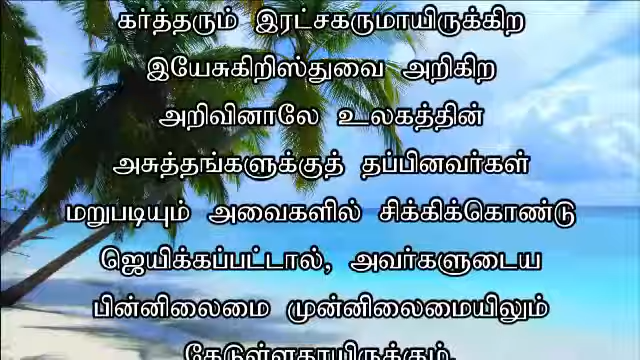 கர்த்தரும் இரட்சகருமாயிருக்கிற
இயேசுகிறிஸ்துவை அறிகிற
அறிவினாலே உலகத்தின்
அசுத்தங்களுக்குத் தப்பினவர்கள்
மறுபடியும் அவைகளில் சிக்கிக்கொண்டு
ஜெயிக்கப்பட்டால், அவர்களுடைய
பின்னிலைமை முன்னிலைமையிலும்
கேடுள்ளதாயிருக்கும்.